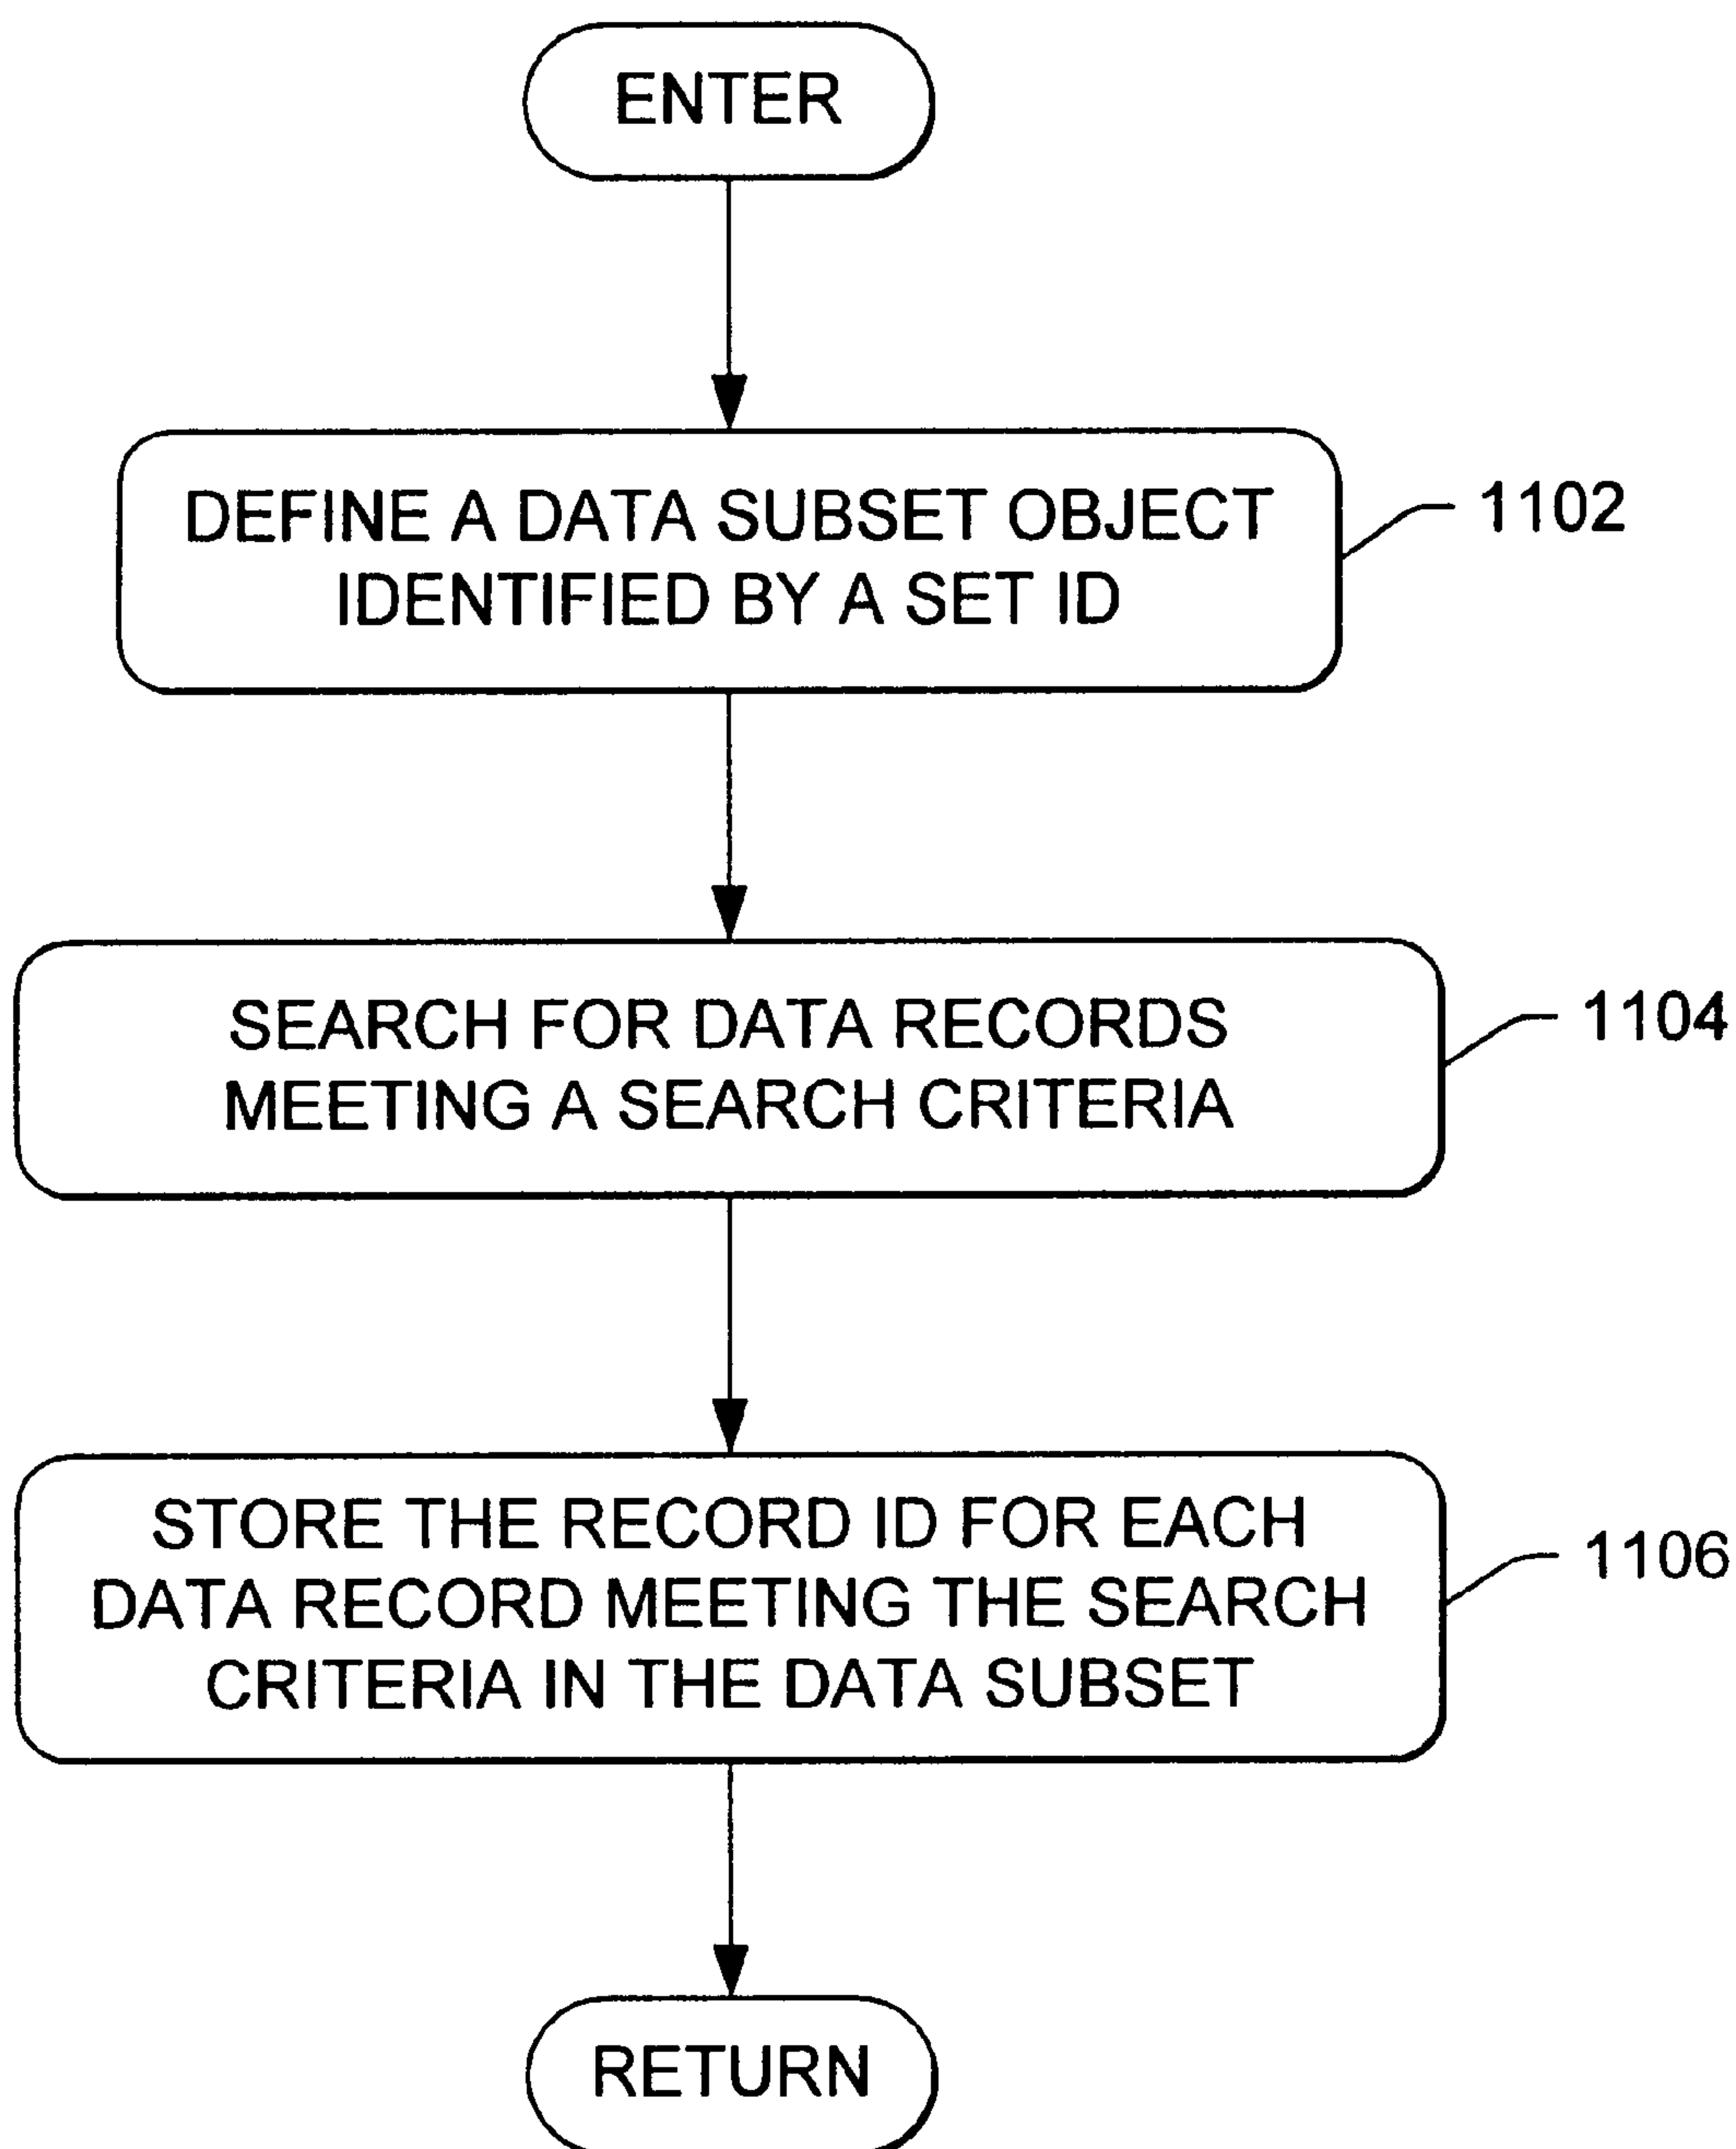 ENTER
DEFINE A DATA SUBSET OBJECT
IDENTIFIED BY A SET ID
1102
SEARCH FOR DATA RECORDS
MEETING A SEARCH CRITERIA
1104
STORE THE RECORD ID FOR EACH
DATA RECORD MEETING THE SEARCH
CRITERIA IN THE DATA SUBSET
1106
RETURN